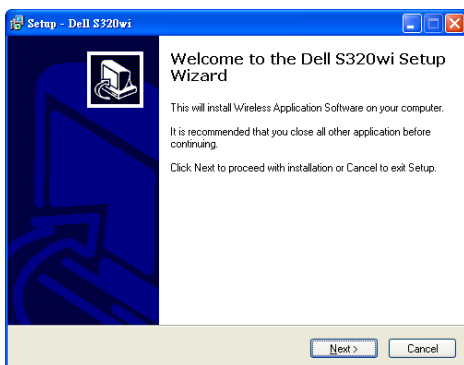 Setup - Dell S320wi
Welcome to the Dell S320wi Setup
Wizard
This will install Wireless Application Software on your computer.
It is recommended that you close all other application before
continuing.
Click Next to proceed with installation or Cancel to exit Setup.
Next >
Cancel